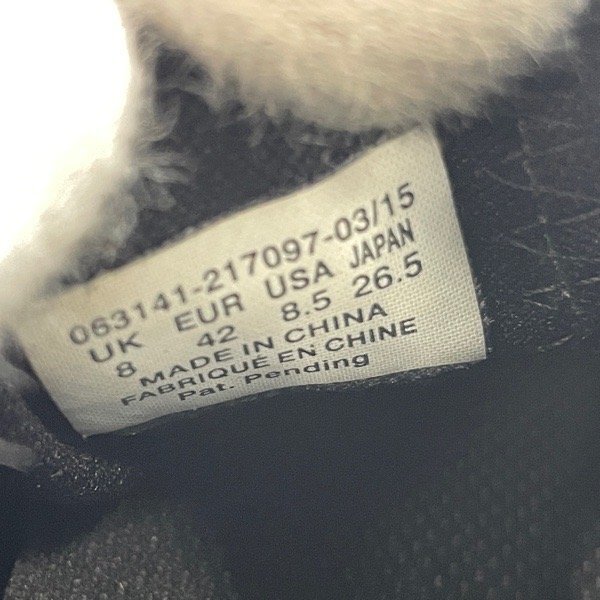 063141-217097-03/15
UK EUR USA JAPAN
8 42 8.5 26.5
MADE IN CHINA
FABRIQUÉ EN CHINE
Pat. Pending